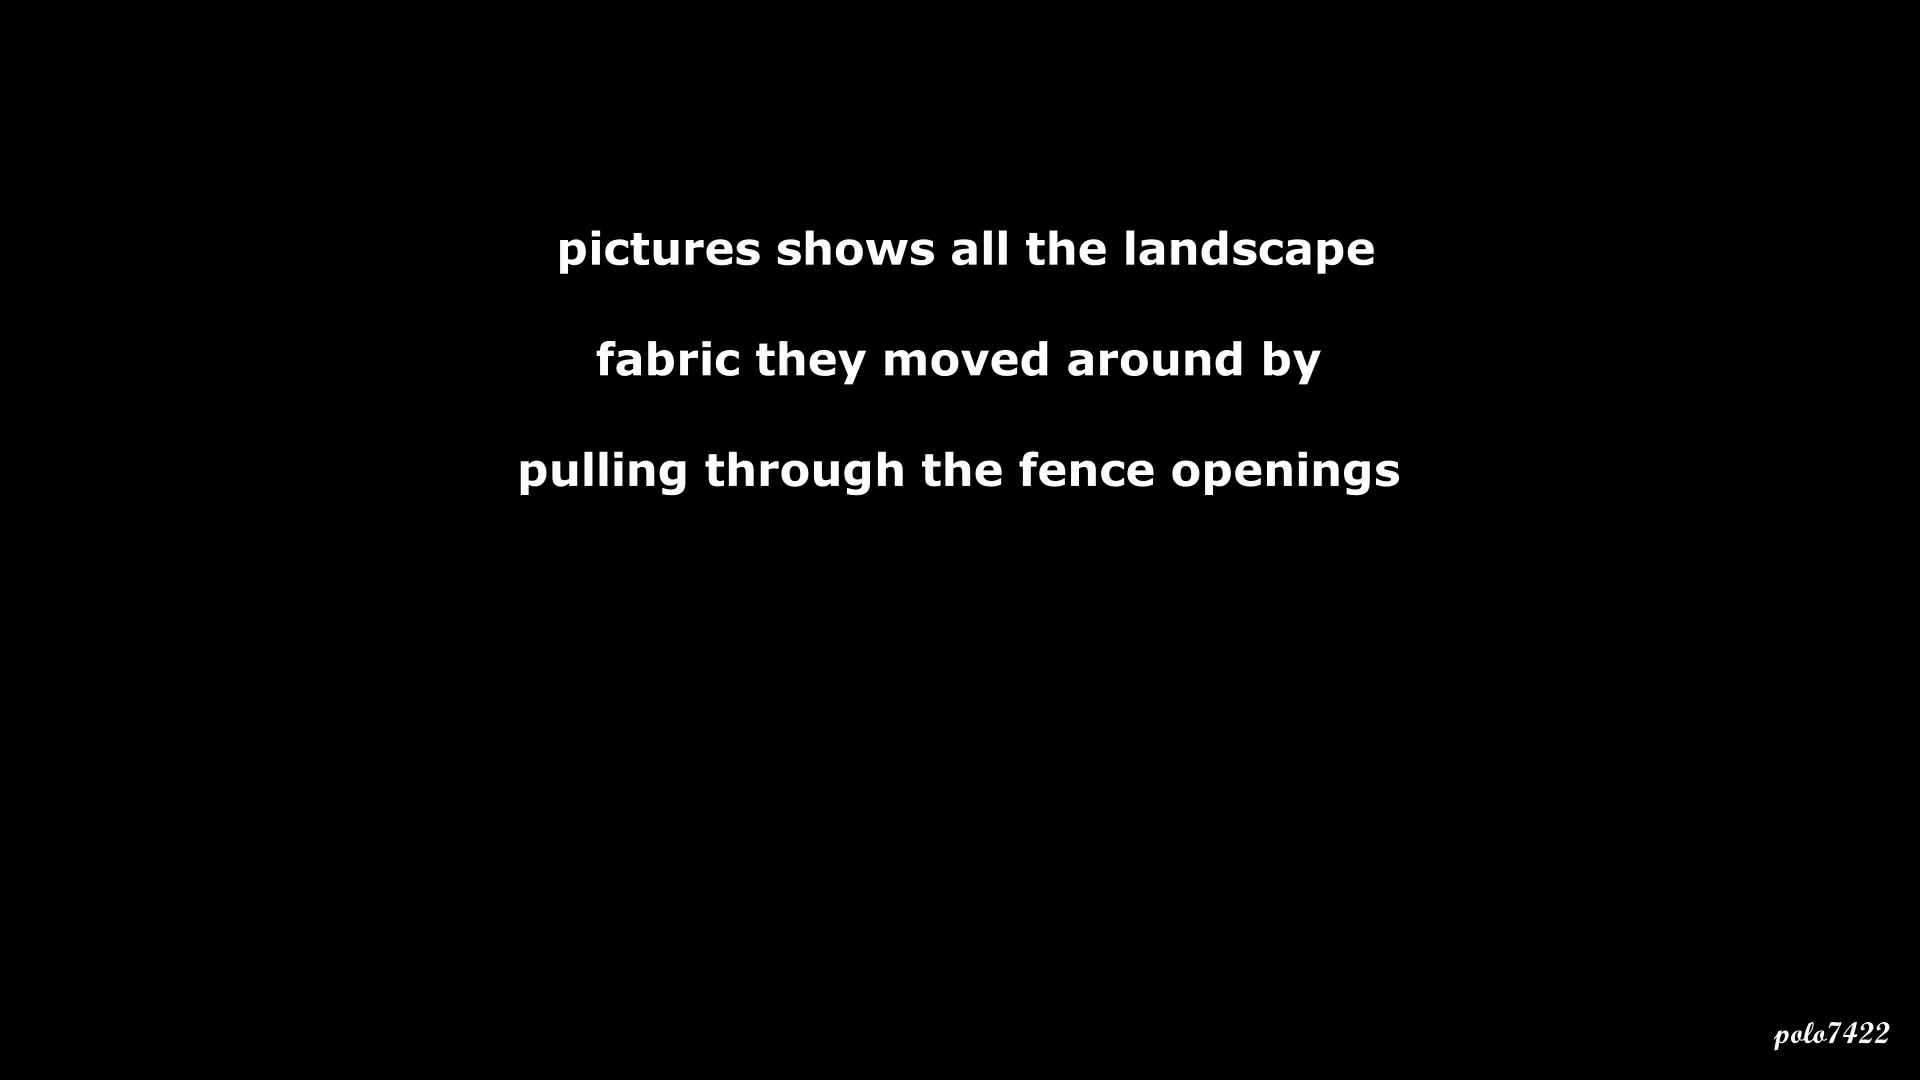 pictures shows all the landscape
fabric they moved around by
pulling through the fence openings
polo7422